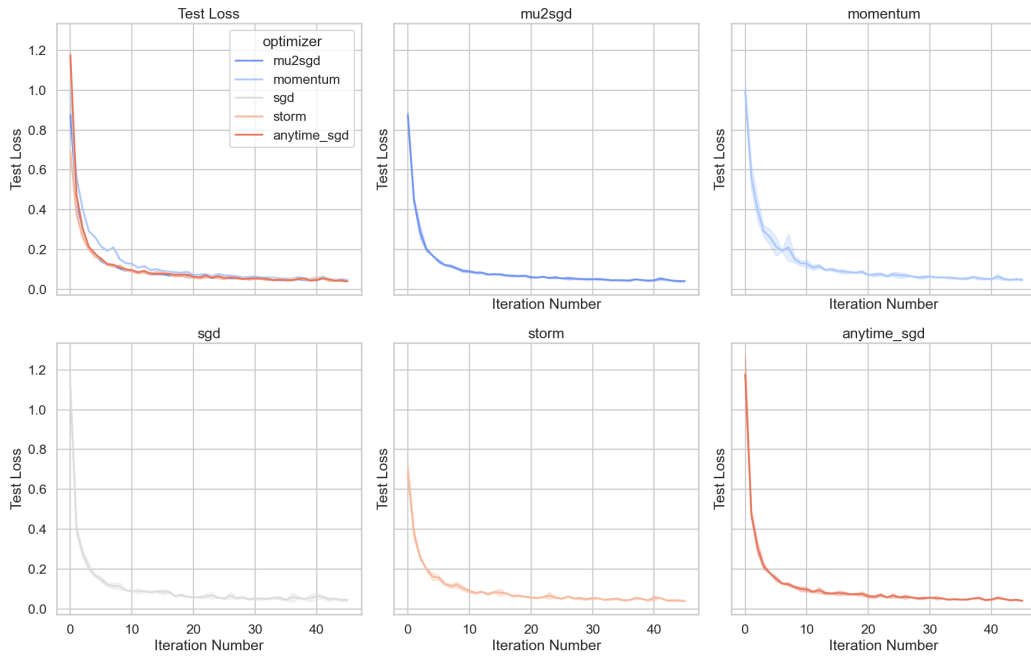 Test Loss
mu2sgd
momentum
Test Loss
1.2
1.0
0.8
0.6
0.4
0.2
0.0
optimizer
mu2sgd
momentum
sgd
storm
anytime_sgd
Test Loss
Iteration Number
Test Loss
Iteration Number
sgd
storm
anytime_sgd
Test Loss
1.2
1.0
0.8
0.6
0.4
0.2
0.0
0 10 20 30 40
Iteration Number
Test Loss
0 10 20 30 40
Iteration Number
Test Loss
0 10 20 30 40
Iteration Number